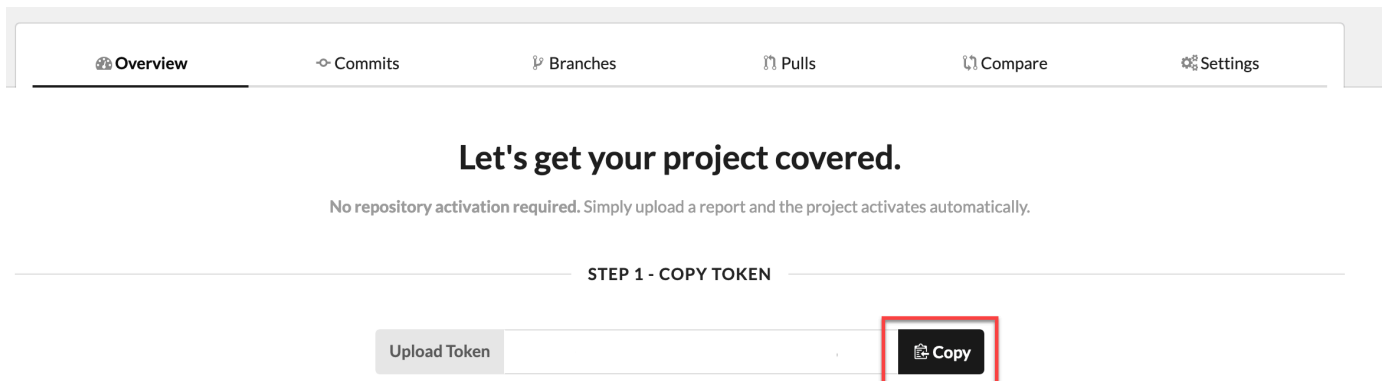 Overview Commits Branches Pulls Compare Settings
Let's get your project covered.
No repository activation required. Simply upload a report and the project activates automatically.
STEP 1 - COPY TOKEN
Upload Token Copy